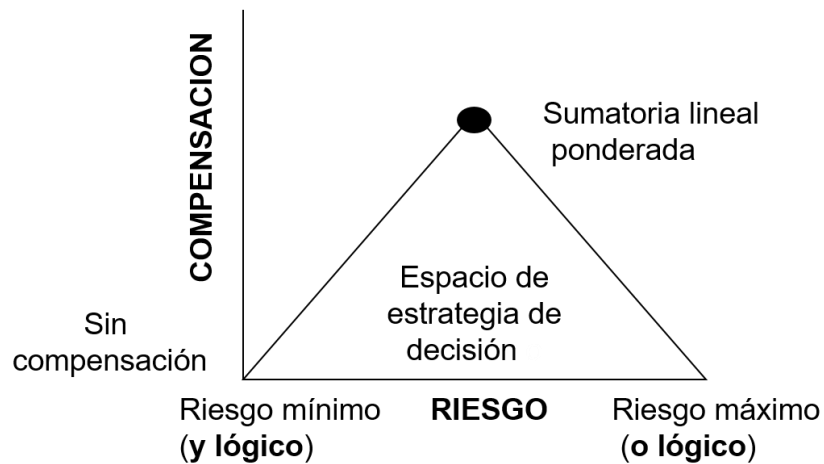 COMPENSACION
Sumatoria lineal
ponderada
Espacio de
estrategia de
decisión
Sin
compensación
Riesgo mínimo
(y lógico)
RIESGO
Riesgo máximo
(o lógico)